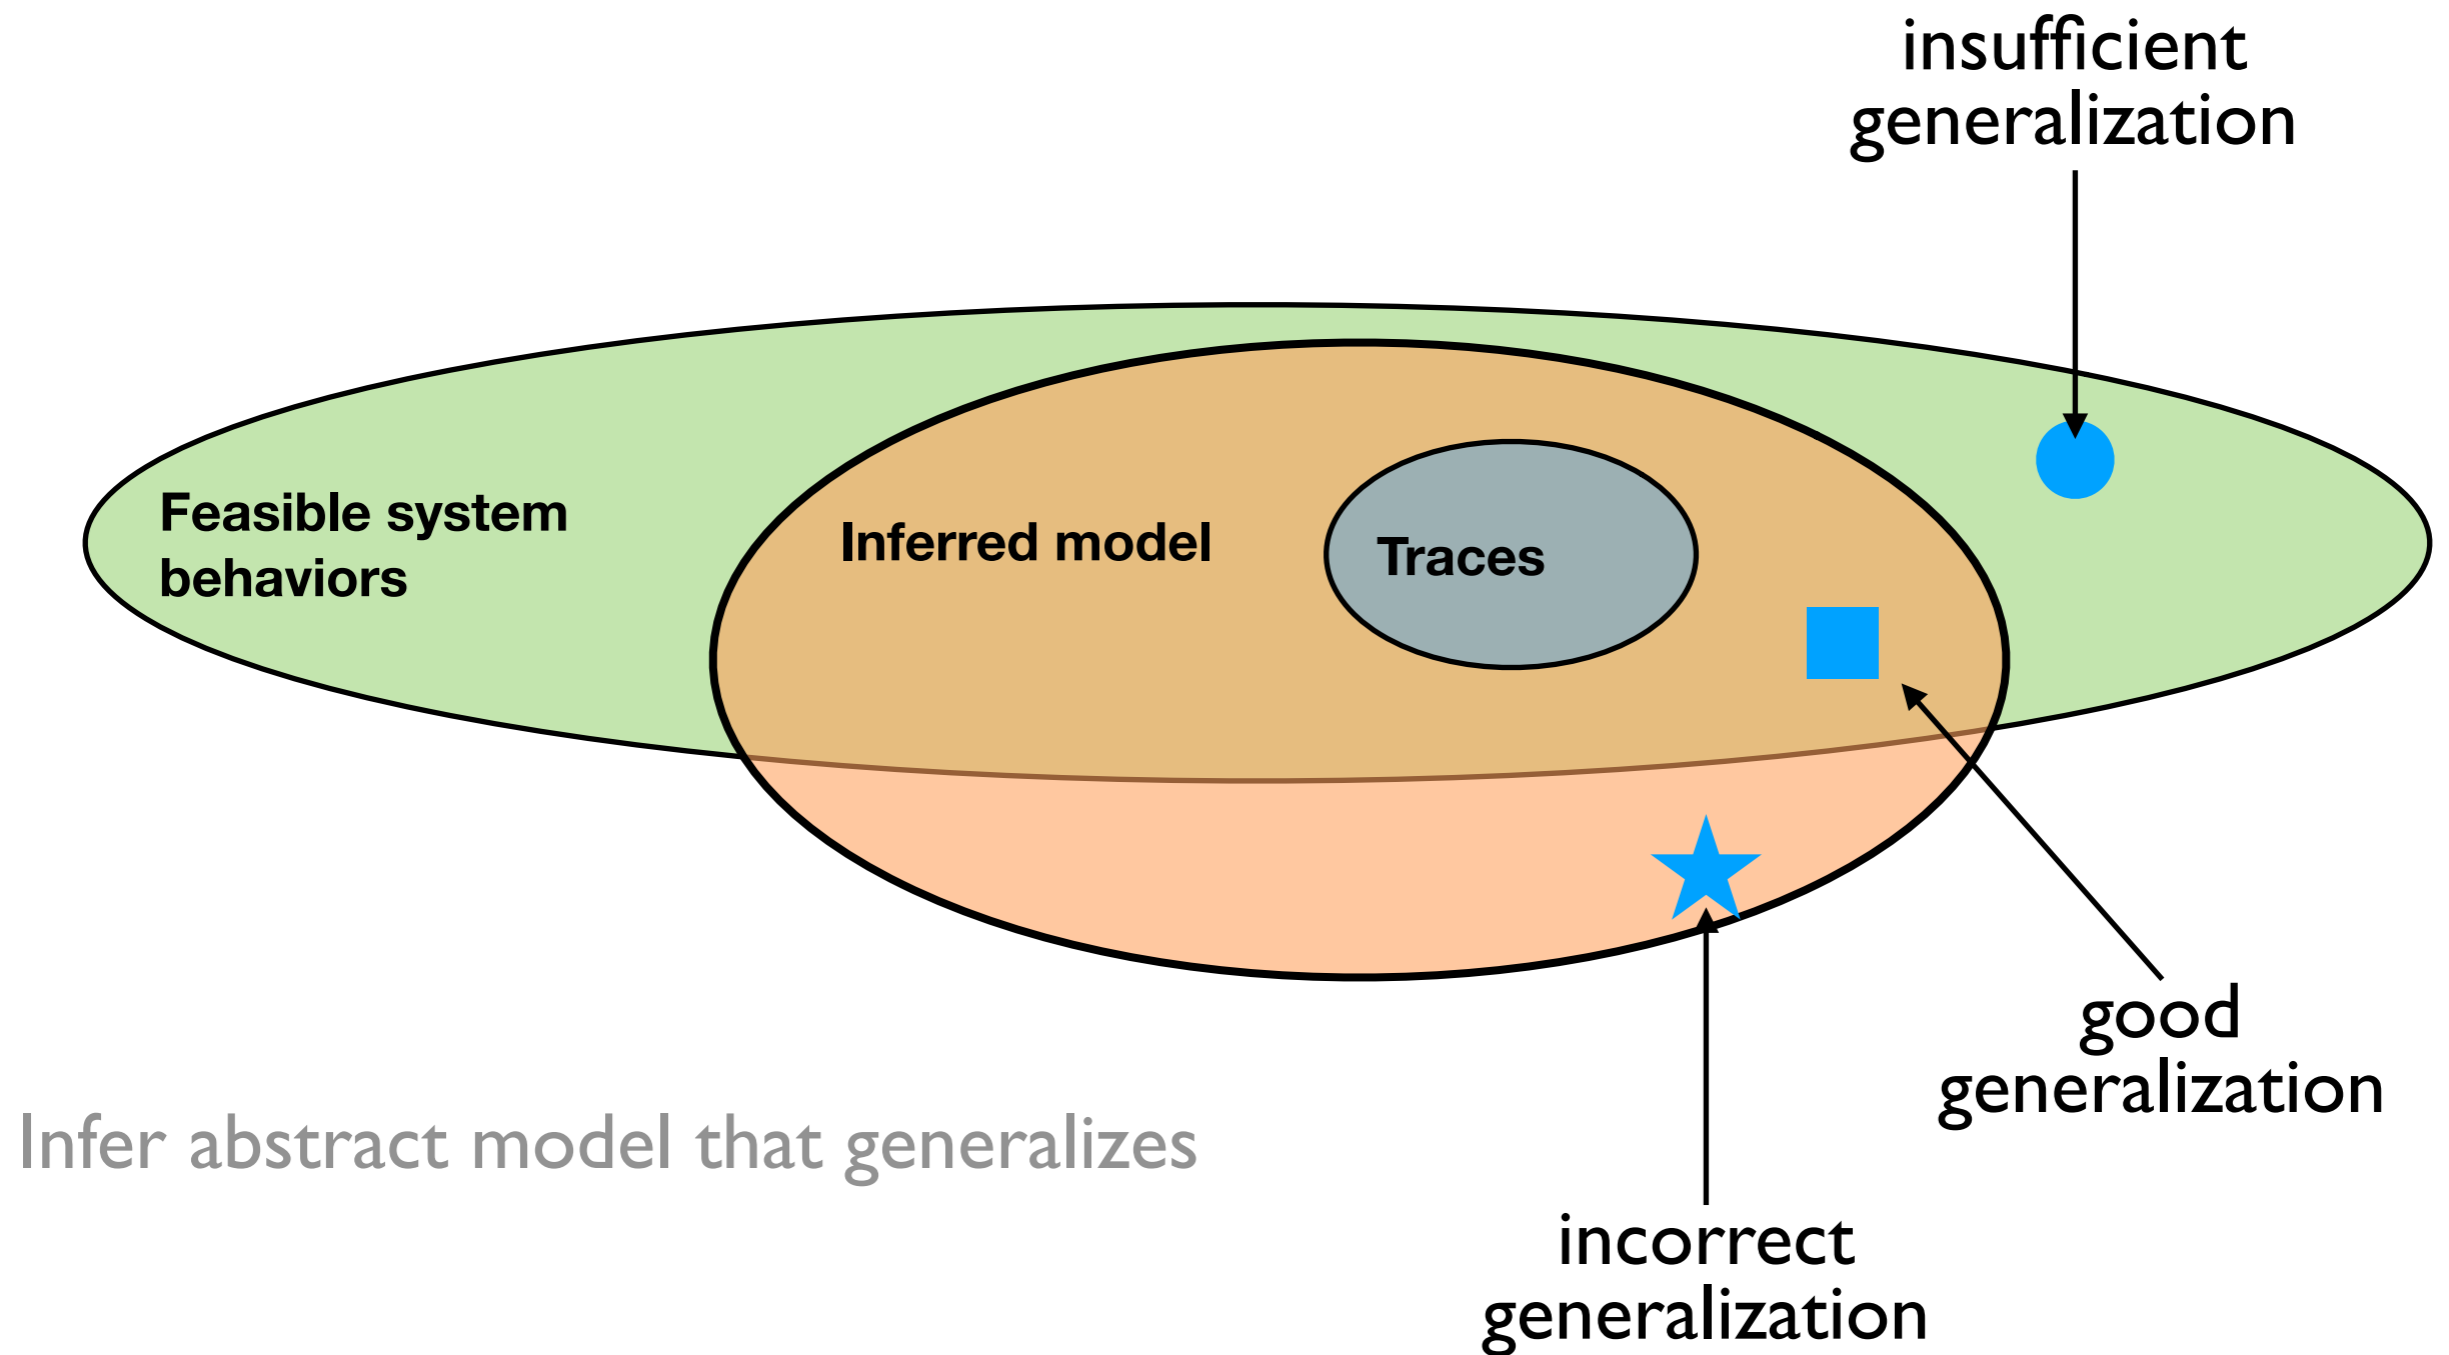 insufficient
generalization
Feasible system
behaviors
Inferred model
Traces
good
generalization
Infer abstract model that generalizes
incorrect
generalization